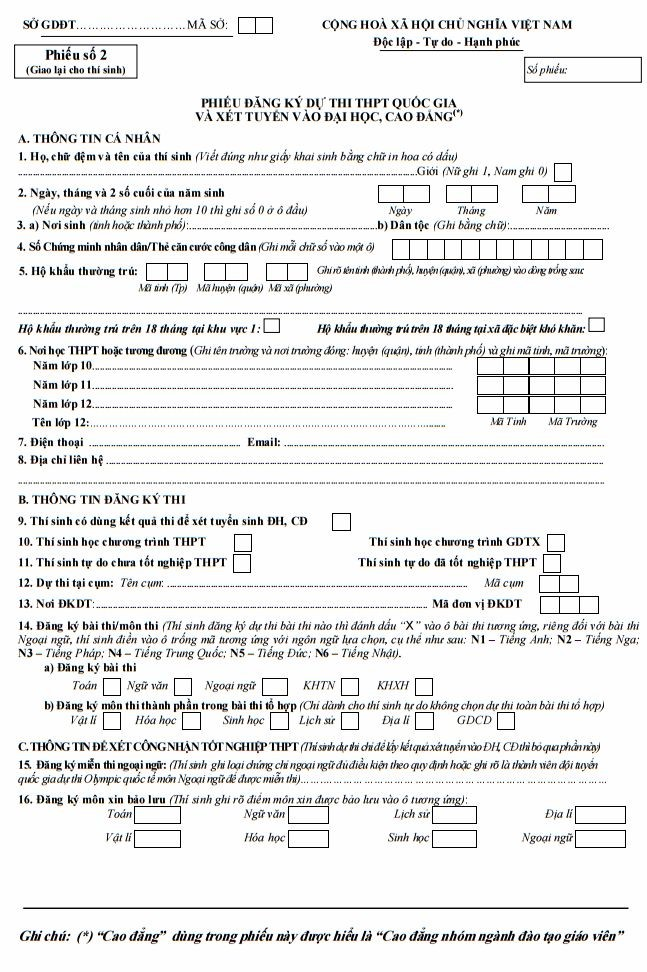 SỞ GDĐT……………………… MÃ SỞ:
CỘNG HOÀ XÃ HỘI CHỦ NGHĨA VIỆT NAM
Độc lập - Tự do - Hạnh phúc
Phiếu số 2
(Giao lại cho thí sinh)
Số phiếu:
PHIẾU ĐĂNG KÝ DỰ THI THPT QUỐC GIA
VÀ XÉT TUYỂN VÀO ĐẠI HỌC, CAO ĐẲNG(*)
A. THÔNG TIN CÁ NHÂN
1. Họ, chữ đệm và tên của thí sinh (Viết đúng như giấy khai sinh bằng chữ in hoa có dấu)
................................................................Giới (Nữ ghi 1, Nam ghi 0)
2. Ngày, tháng và 2 số cuối của năm sinh
(Nếu ngày và tháng sinh nhỏ hơn 10 thì ghi số 0 ở ô đầu) Ngày Tháng Năm
3. a) Nơi sinh (tỉnh hoặc thành phố):................................b) Dân tộc (Ghi bằng chữ):................
4. Số Chứng minh nhân dân/Thẻ căn cước công dân (Ghi mỗi chữ số vào một ô)
5. Hộ khẩu thường trú: Ghi rõ tên tỉnh (thành phố), huyện (quận), xã (phường) vào dòng trống sau:
Mã tỉnh (Tp) Mã huyện (quận) Mã xã (phường)
................................................................
Hộ khẩu thường trú trên 18 tháng tại khu vực 1: Hộ khẩu thường trú trên 18 tháng tại xã đặc biệt khó khăn:
6. Nơi học THPT hoặc tương đương (Ghi tên trường và nơi trường đóng: huyện (quận), tỉnh (thành phố) và ghi mã tỉnh, mã trường):
Năm lớp 10................................
Năm lớp 11................................
Năm lớp 12................................
Tên lớp 12:................................ Mã Tỉnh Mã Trường
7. Điện thoại ................................ Email: ................................
8. Địa chỉ liên hệ ................................
................................................................
B. THÔNG TIN ĐĂNG KÝ THI
9. Thí sinh có dùng kết quả thi để xét tuyển sinh ĐH, CĐ
10. Thí sinh học chương trình THPT Thí sinh học chương trình GDTX
11. Thí sinh tự do chưa tốt nghiệp THPT Thí sinh tự do đã tốt nghiệp THPT
12. Dự thi tại cụm: Tên cụm: ................................ Mã cụm
13. Nơi ĐKDT:................................ Mã đơn vị ĐKDT
14. Đăng ký bài thi/môn thi (Thí sinh đăng ký dự thi bài thi nào thì đánh dấu “X” vào ô bài thi tương ứng, riêng đối với bài thi
Ngoại ngữ, thí sinh điền vào ô trống mã tương ứng với ngôn ngữ lựa chọn, cụ thể như sau: N1 – Tiếng Anh; N2 – Tiếng Nga;
N3 – Tiếng Pháp; N4 – Tiếng Trung Quốc; N5 – Tiếng Đức; N6 – Tiếng Nhật).
a) Đăng ký bài thi
Toán Ngữ văn Ngoại ngữ KHTN KHXH
b) Đăng ký môn thi thành phần trong bài thi tổ hợp (Chỉ dành cho thí sinh tự do không chọn dự thi toàn bài thi tổ hợp)
Vật lí Hóa học Sinh học Lịch sử Địa lí GDCD
C. THÔNG TIN ĐỂ XÉT CÔNG NHẬN TỐT NGHIỆP THPT (Thí sinh dự thi chỉ để lấy kết quả xét tuyển vào ĐH, CĐ thì bỏ qua phần này)
15. Đăng ký miễn thi ngoại ngữ: (Thí sinh ghi loại chứng chỉ ngoại ngữ đủ điều kiện theo quy định hoặc ghi rõ là thành viên đội tuyển
quốc gia dự thi Olympic quốc tế môn Ngoại ngữ để được miễn thi)................................
16. Đăng ký môn xin bảo lưu (Thí sinh ghi rõ điểm môn xin được bảo lưu vào ô tương ứng):
Toán Ngữ văn Lịch sử Địa lí
Vật lí Hóa học Sinh học Ngoại ngữ
Ghi chú: (*) “Cao đẳng” dùng trong phiếu này được hiểu là “Cao đẳng nhóm ngành đào tạo giáo viên”